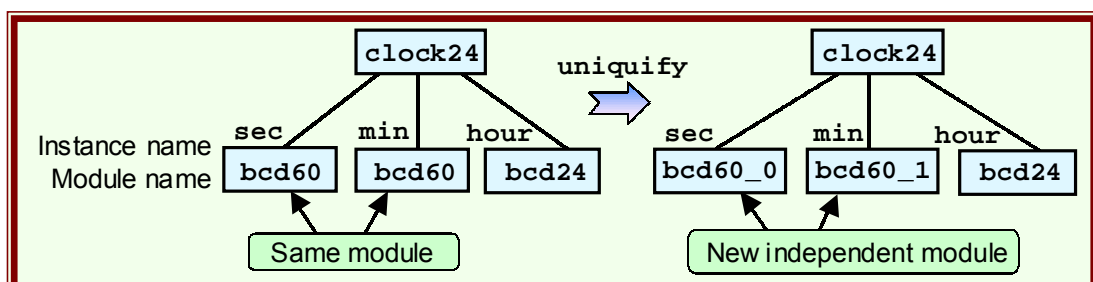 clock24
uniquify
clock24
sec
min
hour
sec
min
hour
Instance name
Module name
bcd60
bcd60
bcd24
bcd60_0
bcd60_1
bcd24
Same module
New independent module